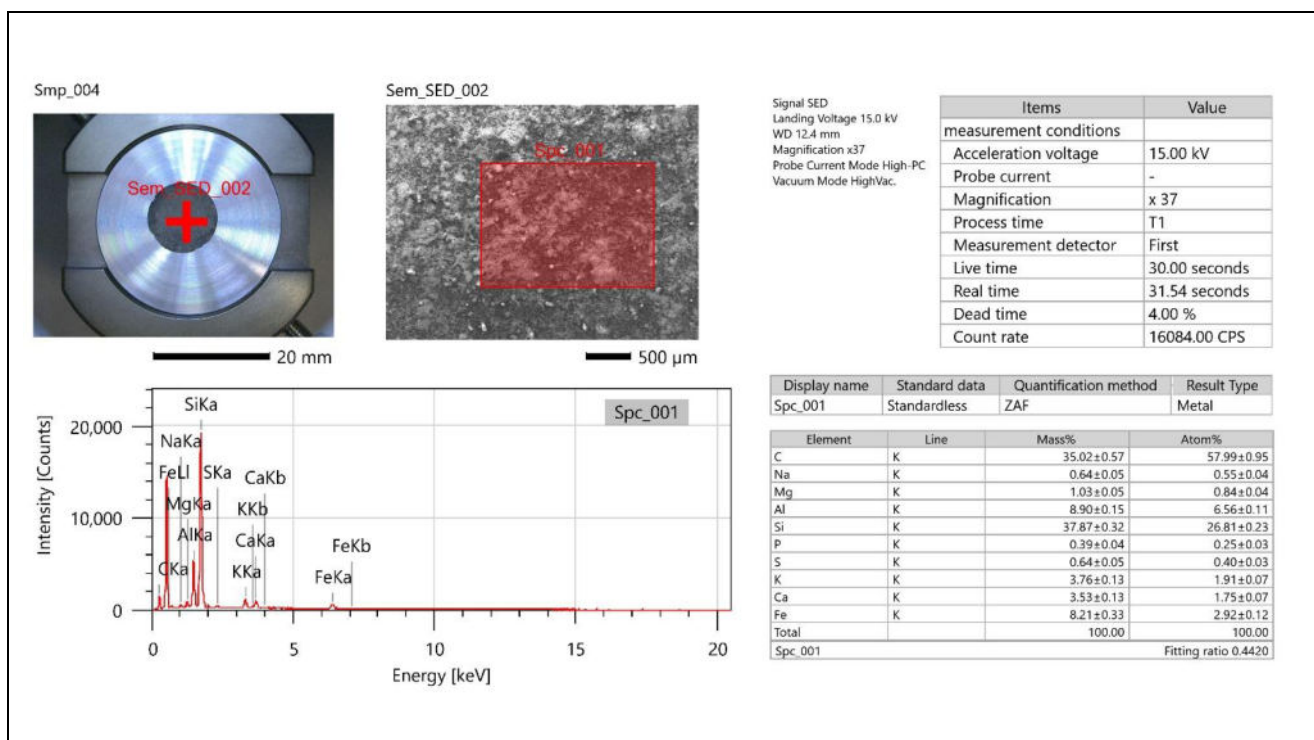 Smp_004
Sem_SED_002
Sem_SED_002
20 mm
Spc_001
500 µm
Signal SED
Landing Voltage 15.0 kV
WD 12.4 mm
Magnification x37
Probe Current Mode High-PC
Vacuum Mode HighVac.
Items Value
measurement conditions
Acceleration voltage 15.00 kV
Probe current -
Magnification x 37
Process time T1
Measurement detector First
Live time 30.00 seconds
Real time 31.54 seconds
Dead time 4.00 %
Count rate 16084.00 CPS
Intensity [Counts]
20,000
10,000
0
Spc_001
SiKa
NaKa
FeLl
SKa
CaKb
MgKa
KKb
AlKa
CaKa
FeKb
CKa
KKa
FeKa
0 5 10 15 20
Energy [keV]
Display name Standard data Quantification method Result Type
Spc_001 Standardless ZAF Metal
Element Line Mass% Atom%
C K 35.02±0.57 57.99±0.95
Na K 0.64±0.05 0.55±0.04
Mg K 1.03±0.05 0.84±0.04
Al K 8.90±0.15 6.56±0.11
Si K 37.87±0.32 26.81±0.23
P K 0.39±0.04 0.25±0.03
S K 0.64±0.05 0.40±0.03
K K 3.76±0.13 1.91±0.07
Ca K 3.53±0.13 1.75±0.07
Fe K 8.21±0.33 2.92±0.12
Total 100.00 100.00
Spc_001 Fitting ratio 0.4420